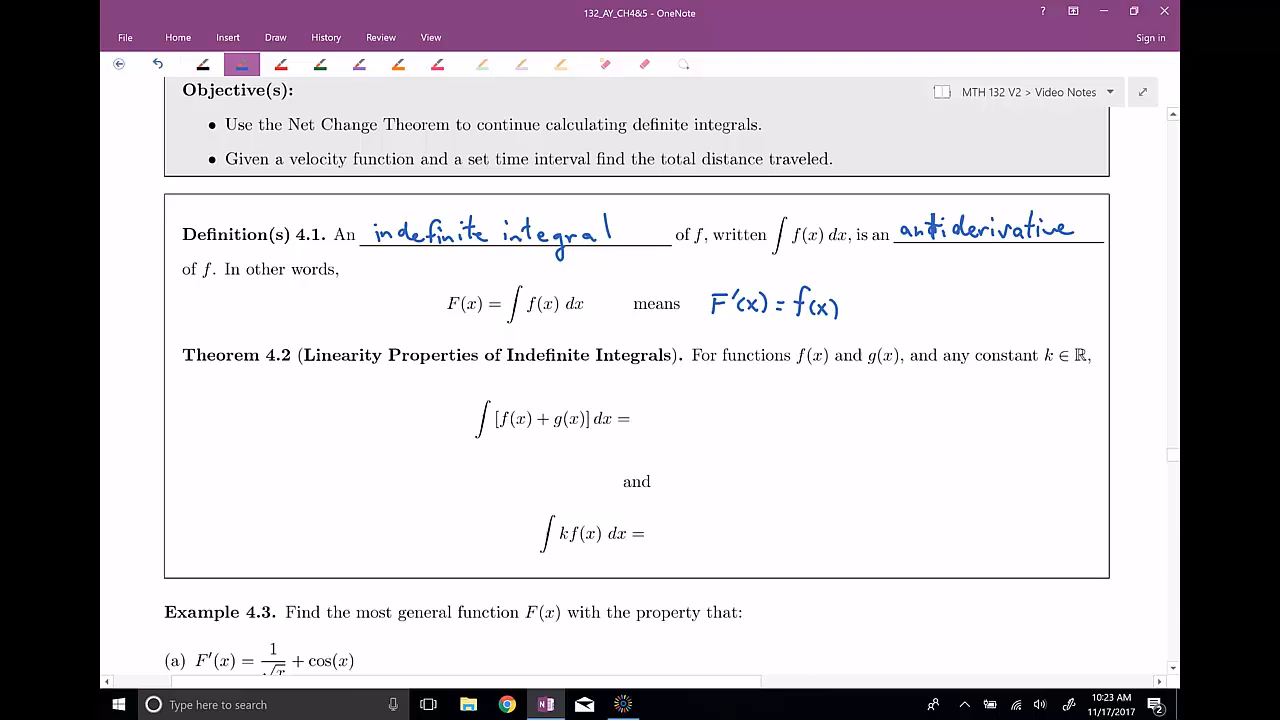 132_AY_CH4&5 - OneNote
?
File Home Insert Draw History Review View Sign in
Objective(s):
MTH 132 V2 > Video Notes
• Use the Net Change Theorem to continue calculating definite integrals.
• Given a velocity function and a set time interval find the total distance traveled.
Definition(s) 4.1. An indefinite integral of f, written ∫ f(x) dx, is an antiderivative
of f. In other words,
F(x) = ∫ f(x) dx means F'(x) = f(x)
Theorem 4.2 (Linearity Properties of Indefinite Integrals). For functions f(x) and g(x), and any constant k ∈ ℝ,
∫ [f(x) + g(x)] dx =
and
∫ kf(x) dx =
Example 4.3. Find the most general function F(x) with the property that:
(a) F′(x) = 1/√x + cos(x)
Type here to search
10:23 AM
11/17/2017
2